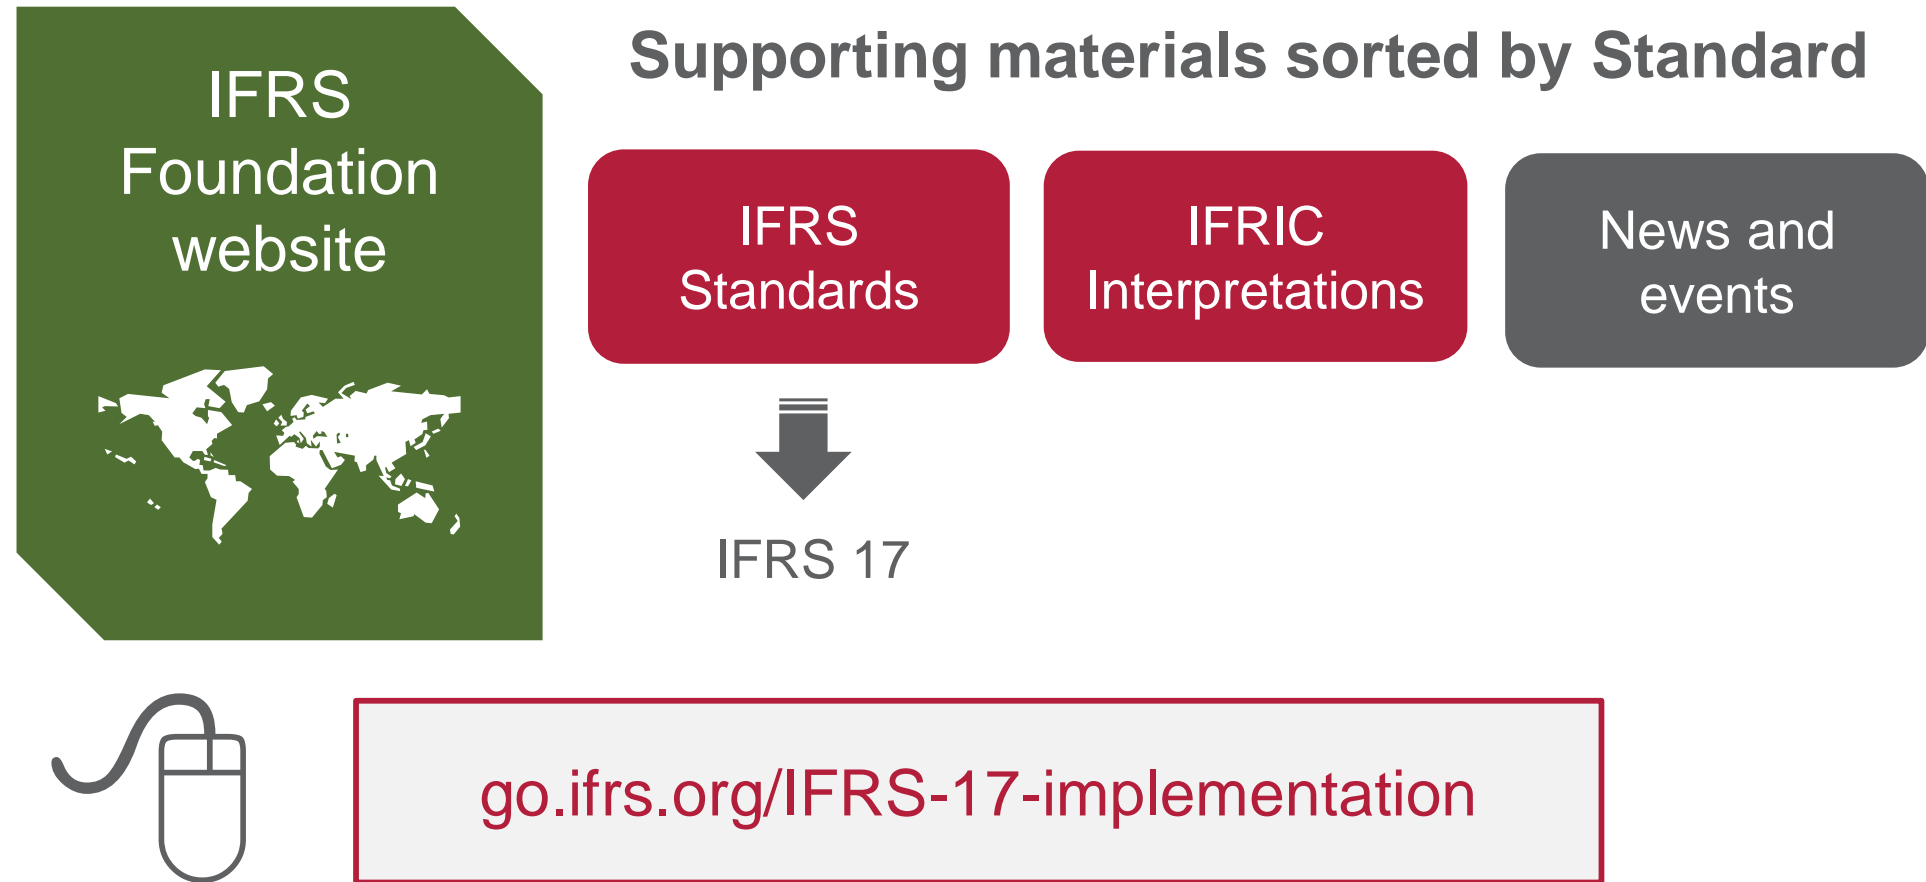 IFRS
Foundation
website
Supporting materials sorted by Standard
IFRS
Standards
IFRIC
Interpretations
News and
events
IFRS 17
go.ifrs.org/IFRS-17-implementation